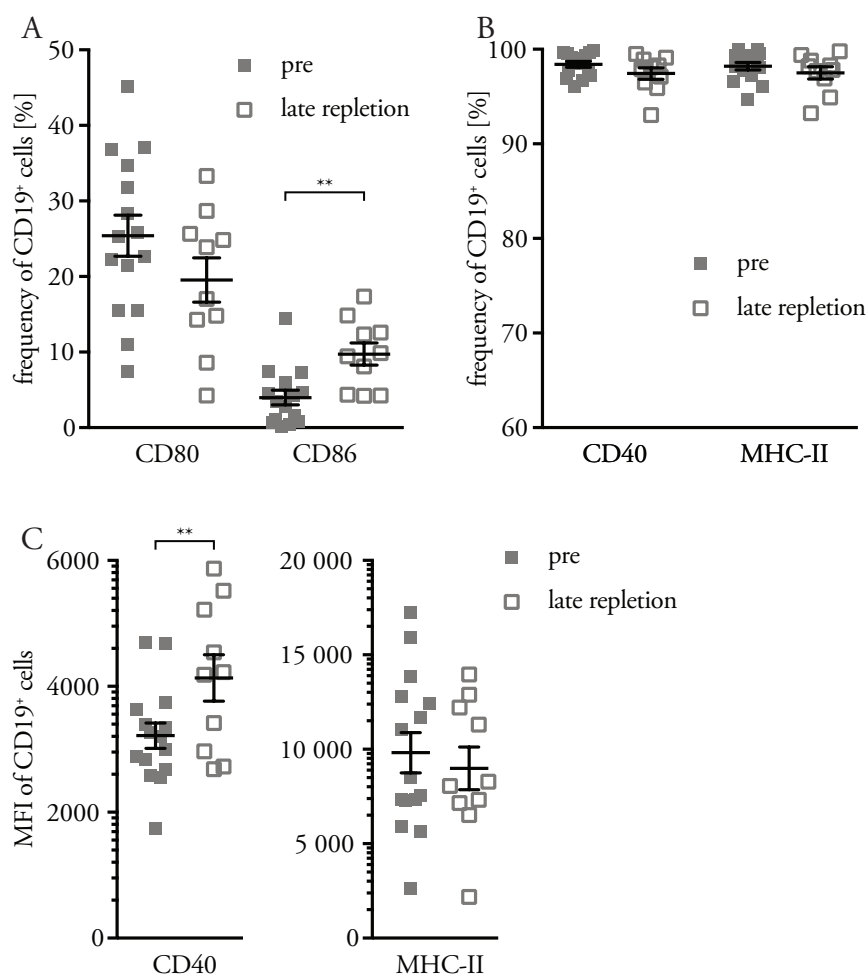 A
50
40
30
20
10
0
frequency of CD19⁺ cells [%]
pre
late repletion
**
CD80
CD86
B
100
90
80
70
60
frequency of CD19⁺ cells [%]
pre
late repletion
CD40
MHC-II
C
6000
4000
2000
0
MFI of CD19⁺ cells
**
CD40
20 000
15 000
10 000
5 000
0
MHC-II
pre
late repletion